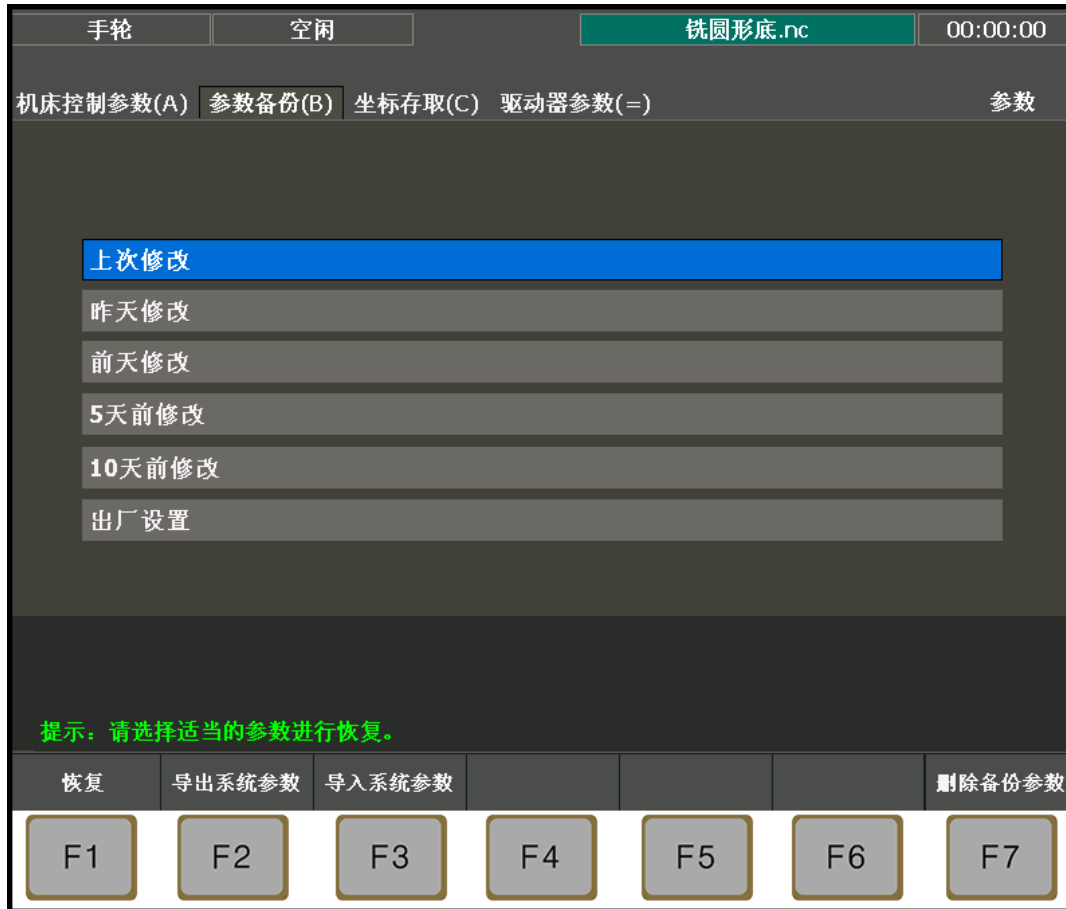 手轮 空闲 铣圆形底.nc 00:00:00
机床控制参数(A) 参数备份(B) 坐标存取(C) 驱动器参数(=) 参数
上次修改
昨天修改
前天修改
5天前修改
10天前修改
出厂设置
提示：请选择适当的参数进行恢复。
恢复 导出系统参数 导入系统参数 删除备份参数
F1 F2 F3 F4 F5 F6 F7